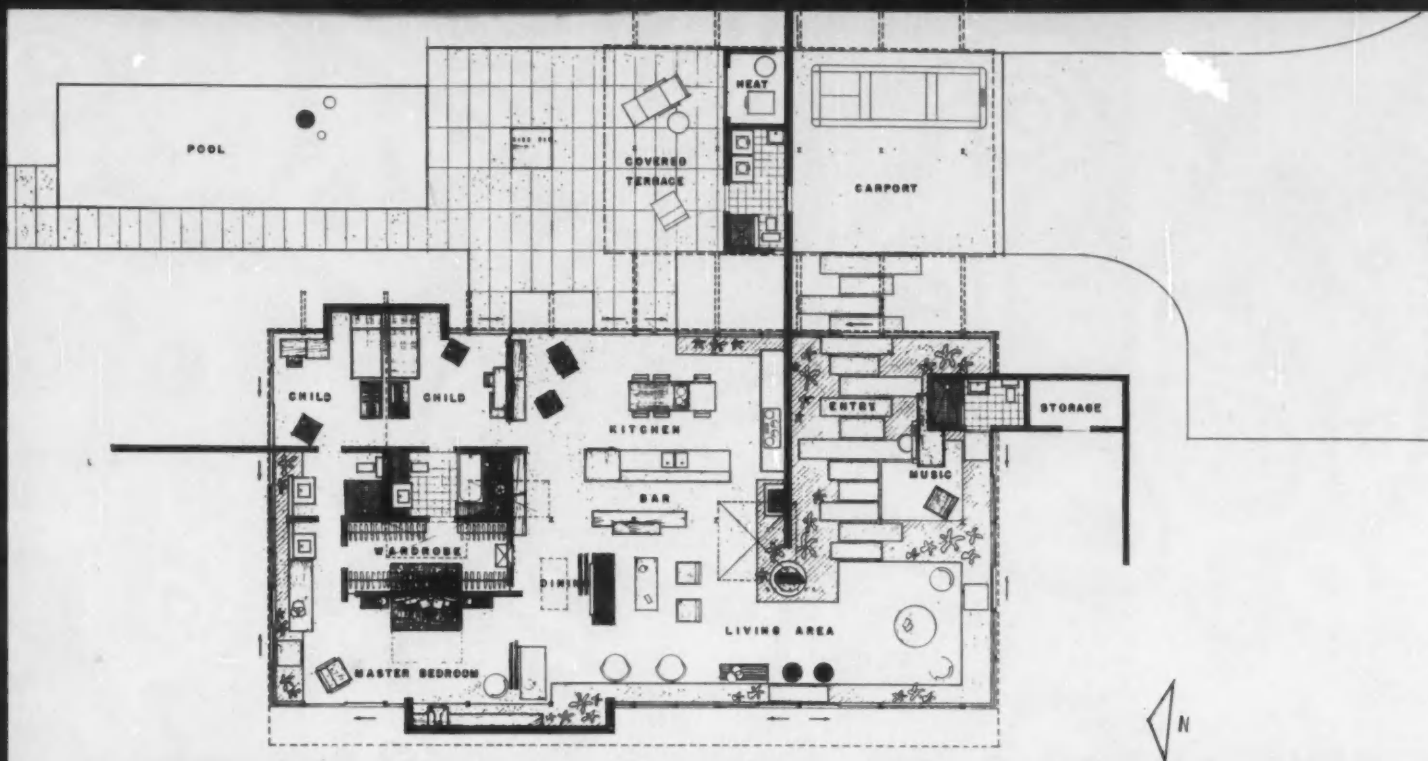 HEAT
POOL
COVERED
TERRACE
CARPORT
CHILD
CHILD
KITCHEN
ENTRY
STORAGE
MUSIC
BAR
WARDROBE
DINING
LIVING AREA
MASTER BEDROOM
N